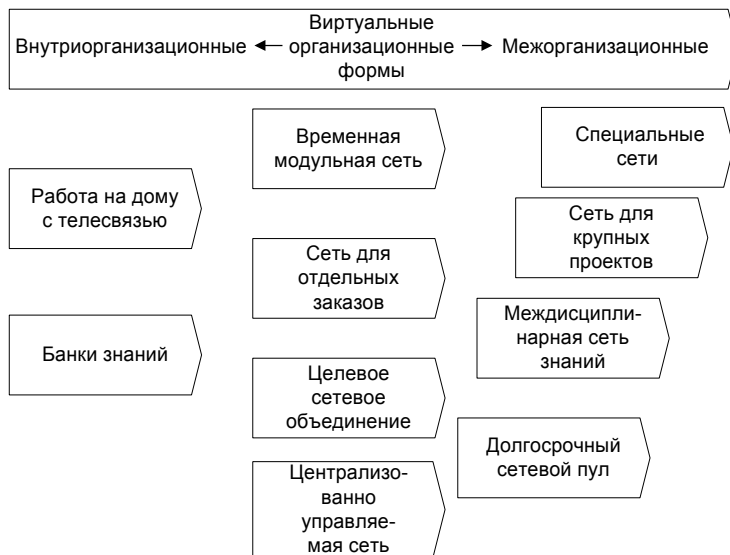 Внутриорганизационные
Виртуальные
организационные
формы
Межорганизационные
Временная
модульная сеть
Специальные
сети
Работа на дому
с телесвязью
Сеть для
крупных
проектов
Сеть для
отдельных
заказов
Междисципли-
нарная сеть
знаний
Банки знаний
Целевое
сетевое
объединение
Долгосрочный
сетевой пул
Централизо-
ванно
управляе-
мая сеть